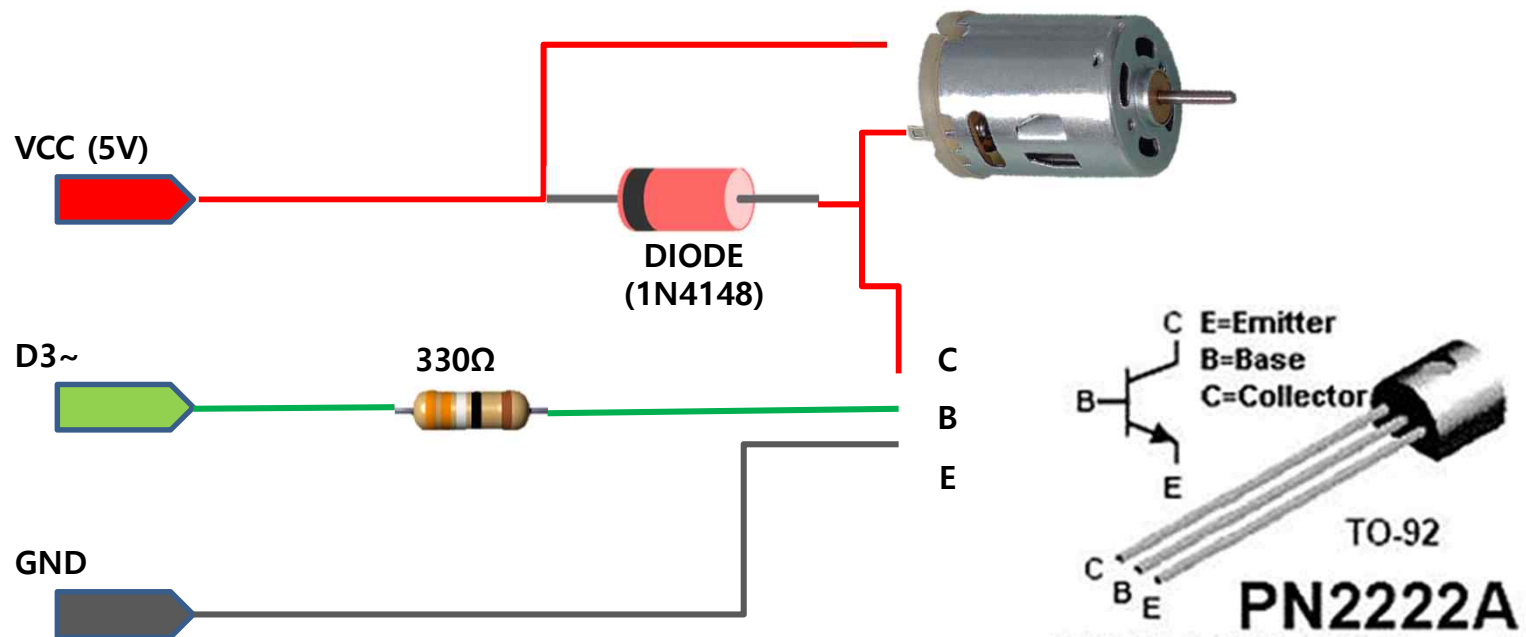 VCC (5V)
DIODE
(1N4148)
D3~
330Ω
C
B
E
GND
C
B
E
E=Emitter
B=Base
C=Collector
TO-92
C
B
E
PN2222A